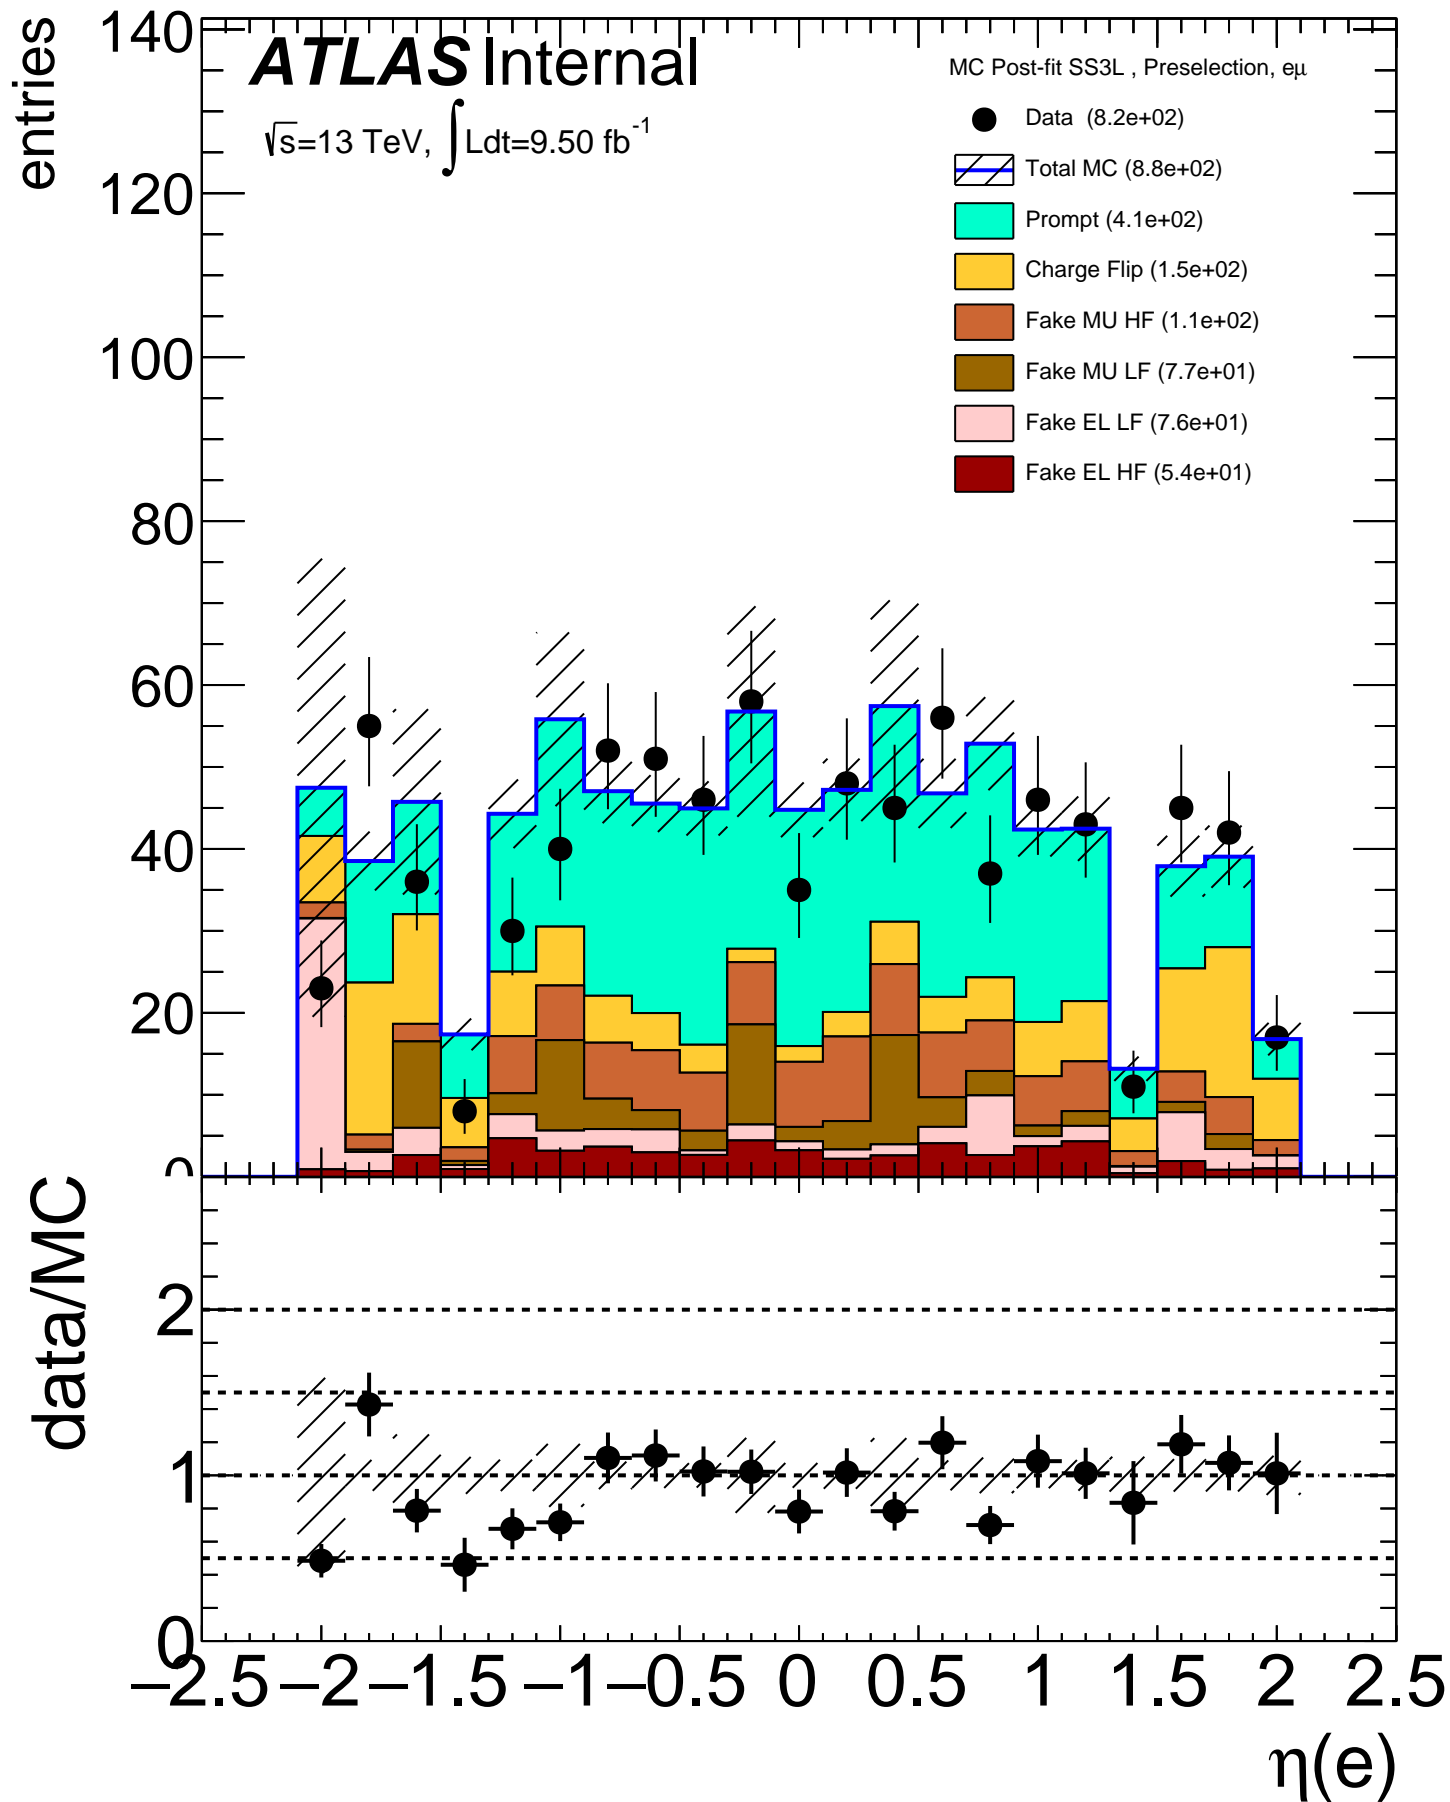 entries
140
120
100
80
60
40
20
0
ATLAS Internal
√s=13 TeV, ∫Ldt=9.50 fb⁻¹
MC Post-fit SS3L , Preselection, eμ
Data (8.2e+02)
Total MC (8.8e+02)
Prompt (4.1e+02)
Charge Flip (1.5e+02)
Fake MU HF (1.1e+02)
Fake MU LF (7.7e+01)
Fake EL LF (7.6e+01)
Fake EL HF (5.4e+01)
data/MC
2
1
0
−2.5 −2 −1.5 −1 −0.5 0 0.5 1 1.5 2 2.5
η(e)